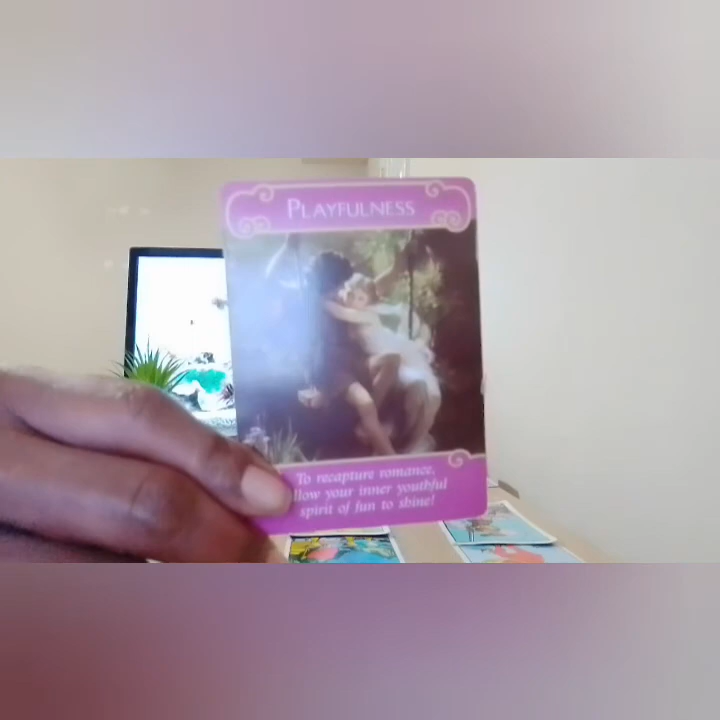 PLAYFULNESS
To recapture romance,
llow your inner youthful
spirit of fun to shine!